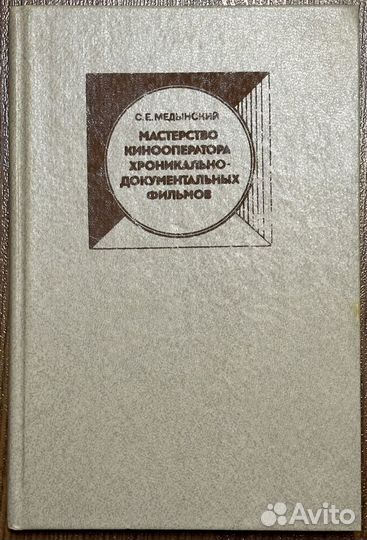 С.Е.МЕДЫНСКИЙ
МАСТЕРСТВО
КИНООПЕРАТОРА
ХРОНИКАЛЬНО-
ДОКУМЕНТАЛЬНЫХ
ФИЛЬМОВ
Avito